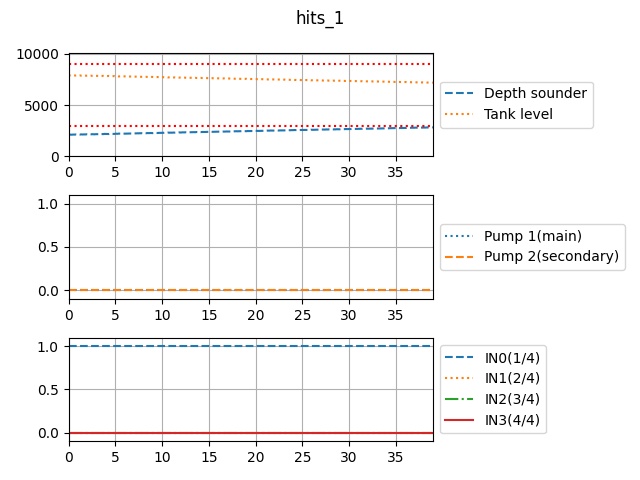 hits_1
10000
5000
0
0 5 10 15 20 25 30 35
Depth sounder
Tank level
1.0
0.5
0.0
0 5 10 15 20 25 30 35
Pump 1(main)
Pump 2(secondary)
1.0
0.5
0.0
0 5 10 15 20 25 30 35
IN0(1/4)
IN1(2/4)
IN2(3/4)
IN3(4/4)